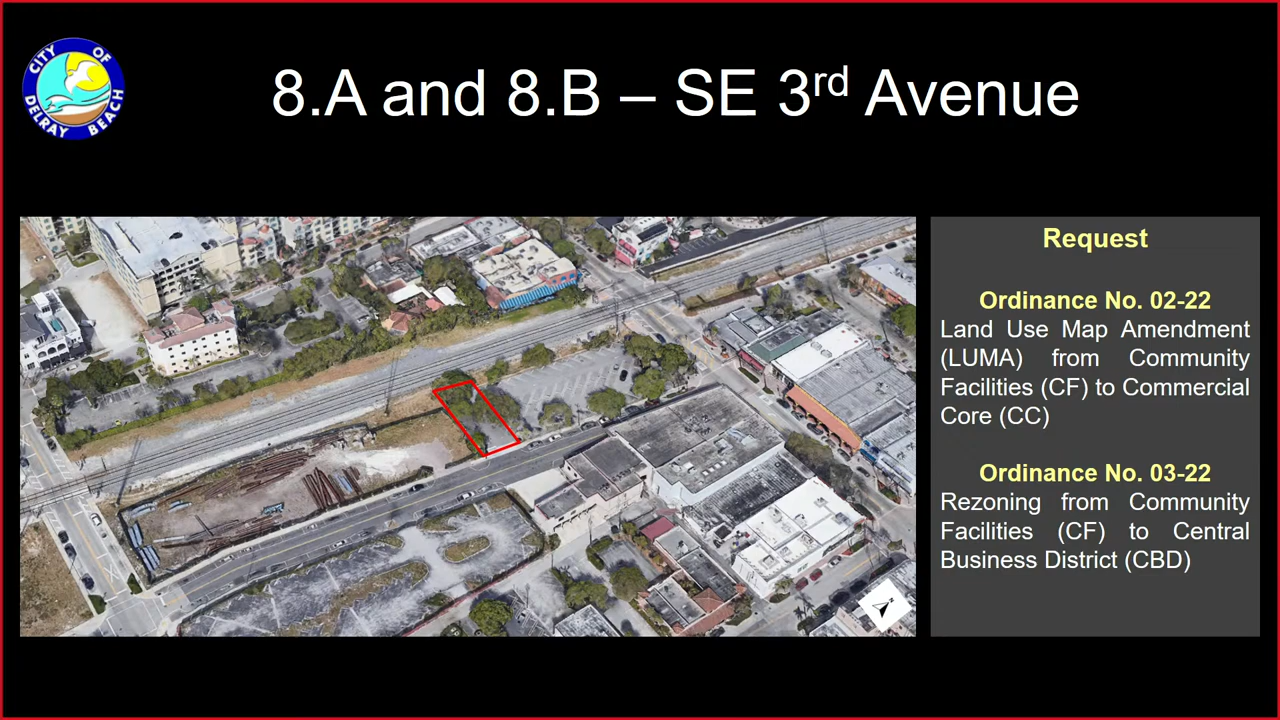 CITY OF
DELRAY BEACH
8.A and 8.B – SE 3rd Avenue
Request
Ordinance No. 02-22
Land Use Map Amendment
(LUMA) from Community
Facilities (CF) to Commercial
Core (CC)
Ordinance No. 03-22
Rezoning from Community
Facilities (CF) to Central
Business District (CBD)